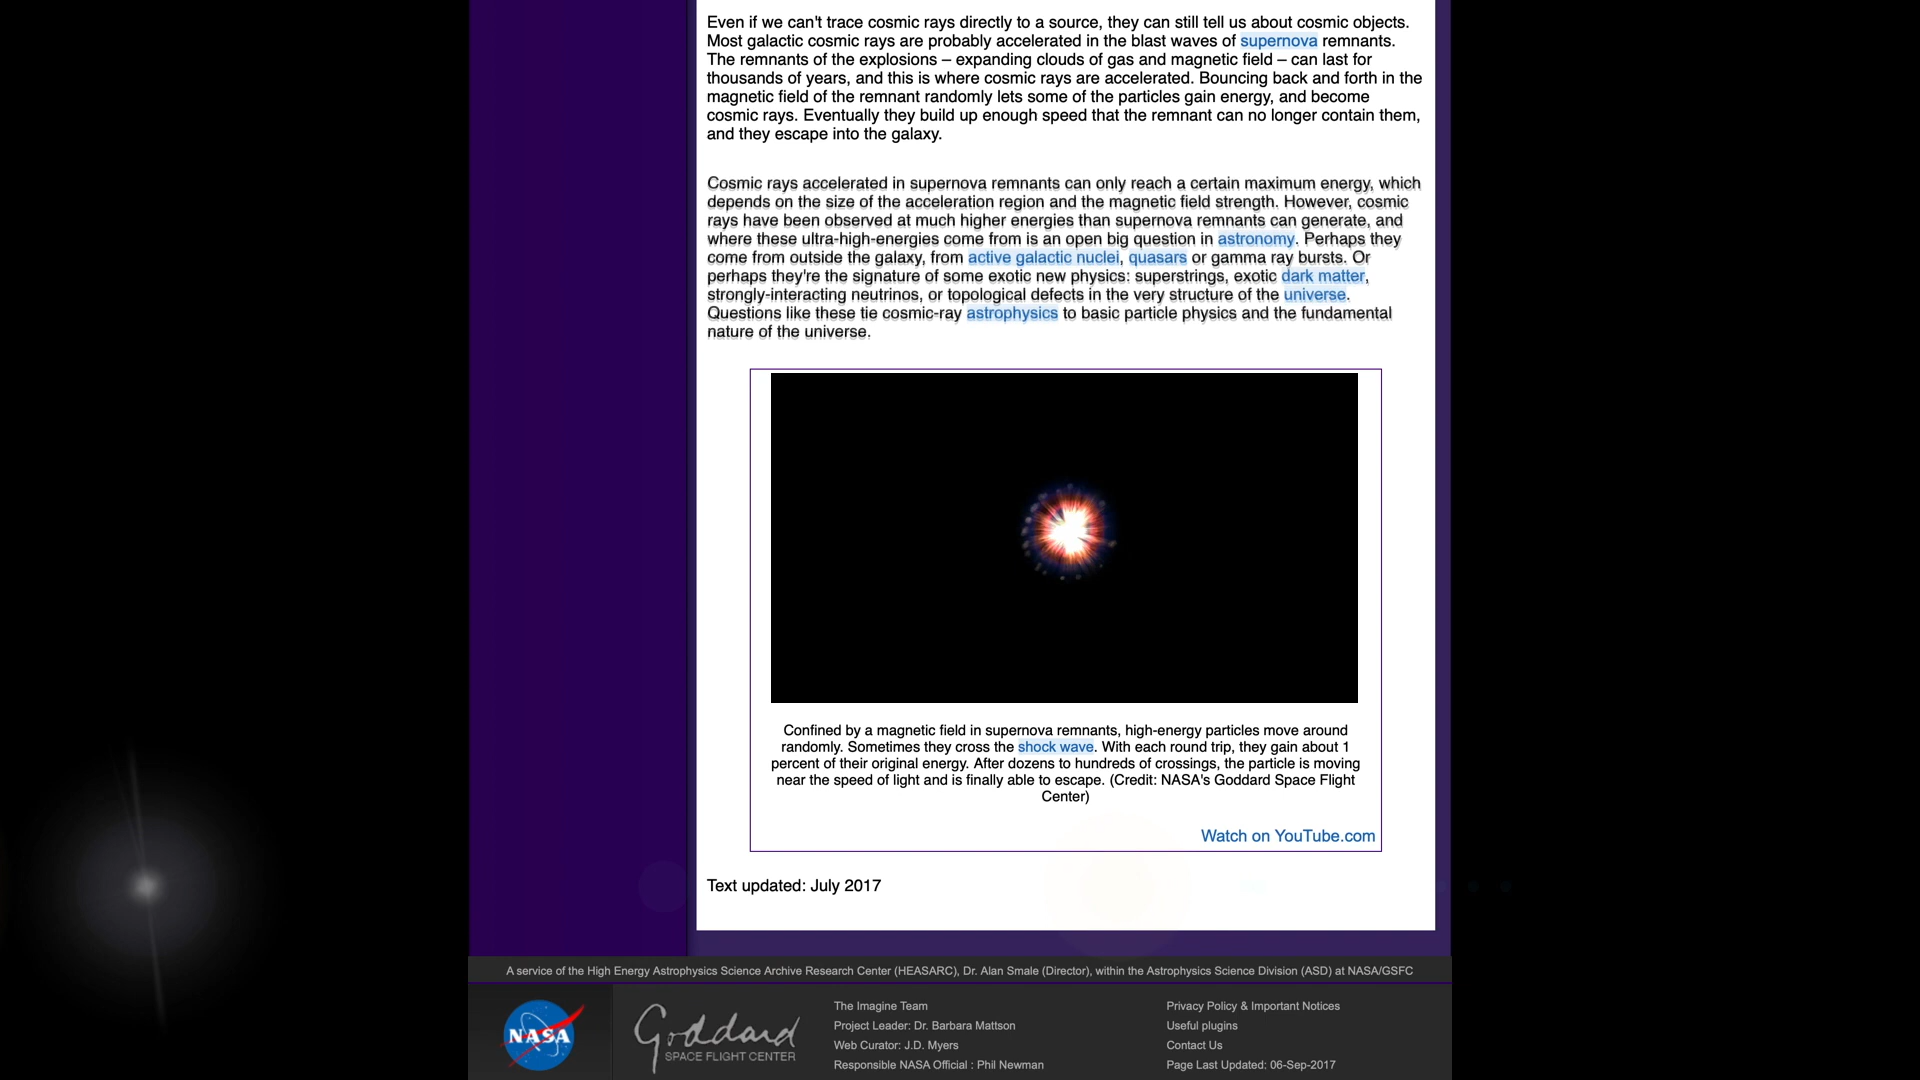 Even if we can't trace cosmic rays directly to a source, they can still tell us about cosmic objects.
Most galactic cosmic rays are probably accelerated in the blast waves of supernova remnants.
The remnants of the explosions – expanding clouds of gas and magnetic field – can last for
thousands of years, and this is where cosmic rays are accelerated. Bouncing back and forth in the
magnetic field of the remnant randomly lets some of the particles gain energy, and become
cosmic rays. Eventually they build up enough speed that the remnant can no longer contain them,
and they escape into the galaxy.
Cosmic rays accelerated in supernova remnants can only reach a certain maximum energy, which
depends on the size of the acceleration region and the magnetic field strength. However, cosmic
rays have been observed at much higher energies than supernova remnants can generate, and
where these ultra-high-energies come from is an open big question in astronomy. Perhaps they
come from outside the galaxy, from active galactic nuclei, quasars or gamma ray bursts. Or
perhaps they're the signature of some exotic new physics: superstrings, exotic dark matter,
strongly-interacting neutrinos, or topological defects in the very structure of the universe.
Questions like these tie cosmic-ray astrophysics to basic particle physics and the fundamental
nature of the universe.
Confined by a magnetic field in supernova remnants, high-energy particles move around
randomly. Sometimes they cross the shock wave. With each round trip, they gain about 1
percent of their original energy. After dozens to hundreds of crossings, the particle is moving
near the speed of light and is finally able to escape. (Credit: NASA's Goddard Space Flight
Center)
Watch on YouTube.com
Text updated: July 2017
A service of the High Energy Astrophysics Science Archive Research Center (HEASARC), Dr. Alan Smale (Director), within the Astrophysics Science Division (ASD) at NASA/GSFC
NASA
Goddard
SPACE FLIGHT CENTER
The Imagine Team
Project Leader: Dr. Barbara Mattson
Web Curator: J.D. Myers
Responsible NASA Official : Phil Newman
Privacy Policy & Important Notices
Useful plugins
Contact Us
Page Last Updated: 06-Sep-2017